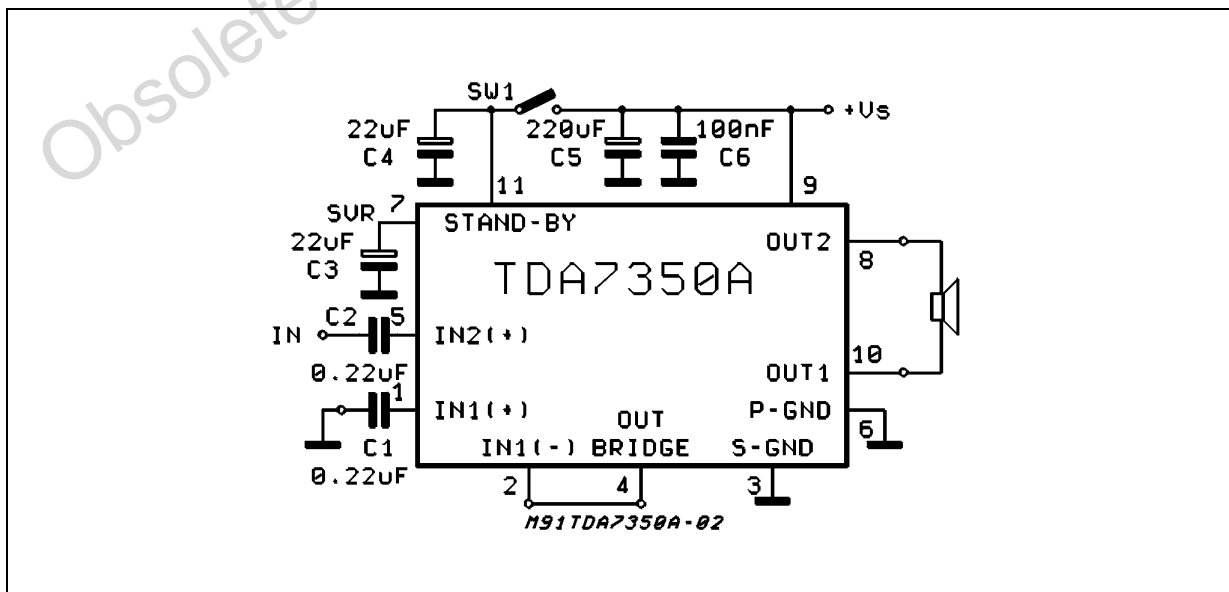 Obsolete
SW1
+Vs
22uF
C4
220uF
C5
100nF
C6
11
9
SVR
7
STAND-BY
22uF
C3
TDA7350A
OUT2
8
IN
C2
5
IN2(+)
0.22uF
10
OUT1
1
IN1(+)
C1
0.22uF
OUT
BRIDGE
IN1(-)
P-GND
6
S-GND
2
4
3
M91TDA7350A-02